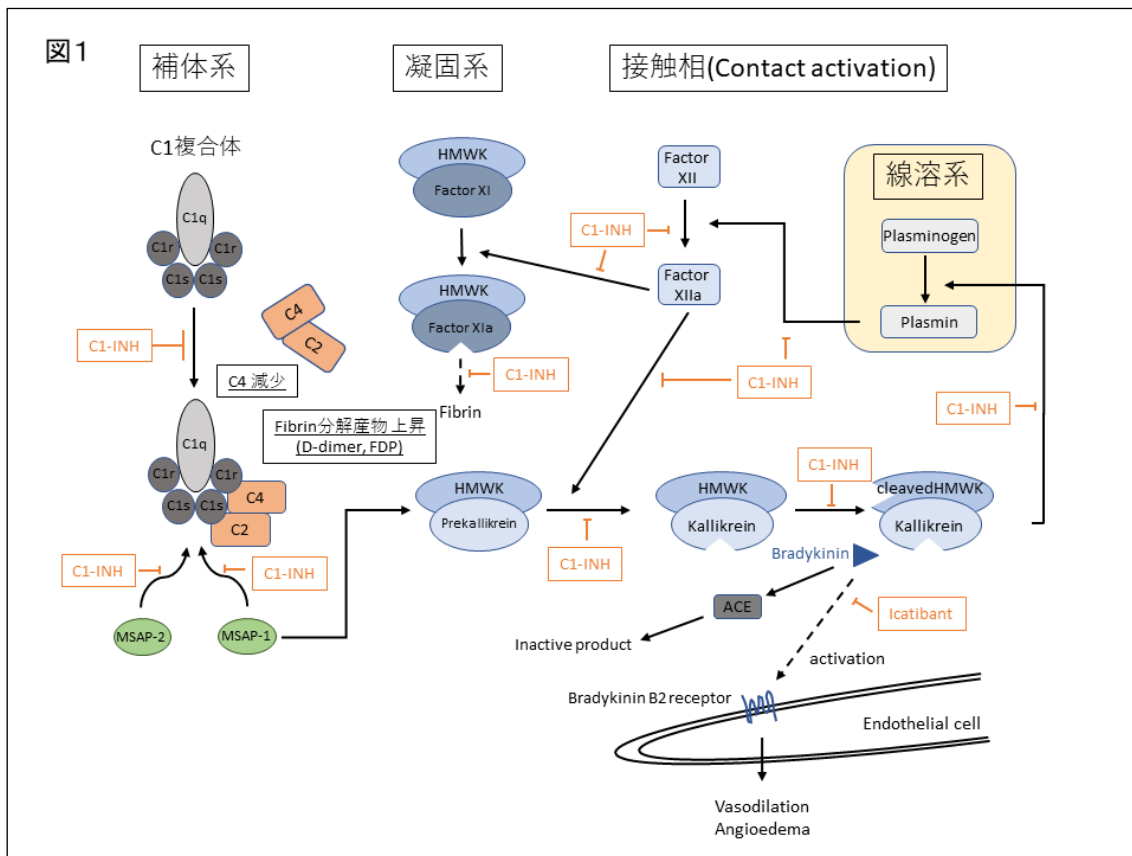 図1
補体系
凝固系
接触相(Contact activation)
C1複合体
C1q
C1r
C1r
C1s
C1s
C1-INH
C4
C2
C4 減少
C1q
C1r
C1r
C1s
C1s
C4
C2
C1-INH
C1-INH
MSAP-2
MSAP-1
HMWK
Factor XI
HMWK
Factor XIa
C1-INH
Fibrin
Fibrin分解産物 上昇
(D-dimer, FDP)
Factor
XII
C1-INH
Factor
XIIa
C1-INH
線溶系
Plasminogen
Plasmin
C1-INH
HMWK
Prekallikrein
C1-INH
HMWK
Kallikrein
C1-INH
cleavedHMWK
Kallikrein
Bradykinin
ACE
Inactive product
Icatibant
activation
Bradykinin B2 receptor
Endothelial cell
Vasodilation
Angioedema